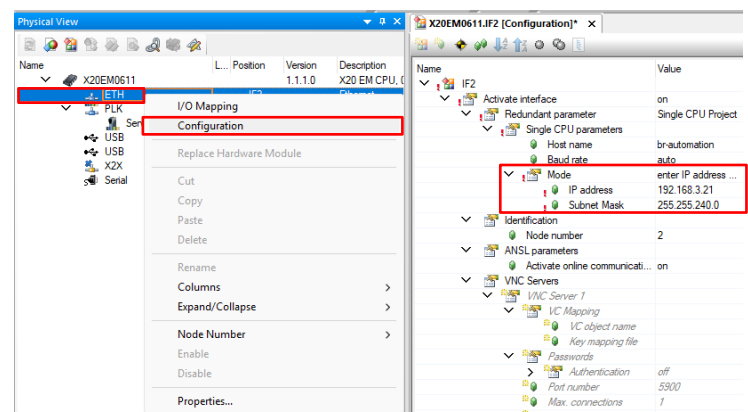 Physical View
Name L... Position Version Description
X20EM0611 1.1.1.0 X20 EM CPU,
ETH IF2 Ethernet
PLK
Ser
USB
USB
X2X
Serial
I/O Mapping
Configuration
Replace Hardware Module
Cut
Copy
Paste
Delete
Rename
Columns
Expand/Collapse
Node Number
Enable
Disable
Properties...
X20EM0611.IF2 [Configuration]* ×
Name Value
IF2
Activate interface on
Redundant parameter Single CPU Project
Single CPU parameters
Host name br-automation
Baud rate auto
Mode enter IP address ...
IP address 192.168.3.21
Subnet Mask 255.255.240.0
Identification
Node number 2
ANSL parameters
Activate online communicati... on
VNC Servers
VNC Server 1
VC Mapping
VC object name
Key mapping file
Passwords
Authentication off
Port number 5900
Max. connections 1